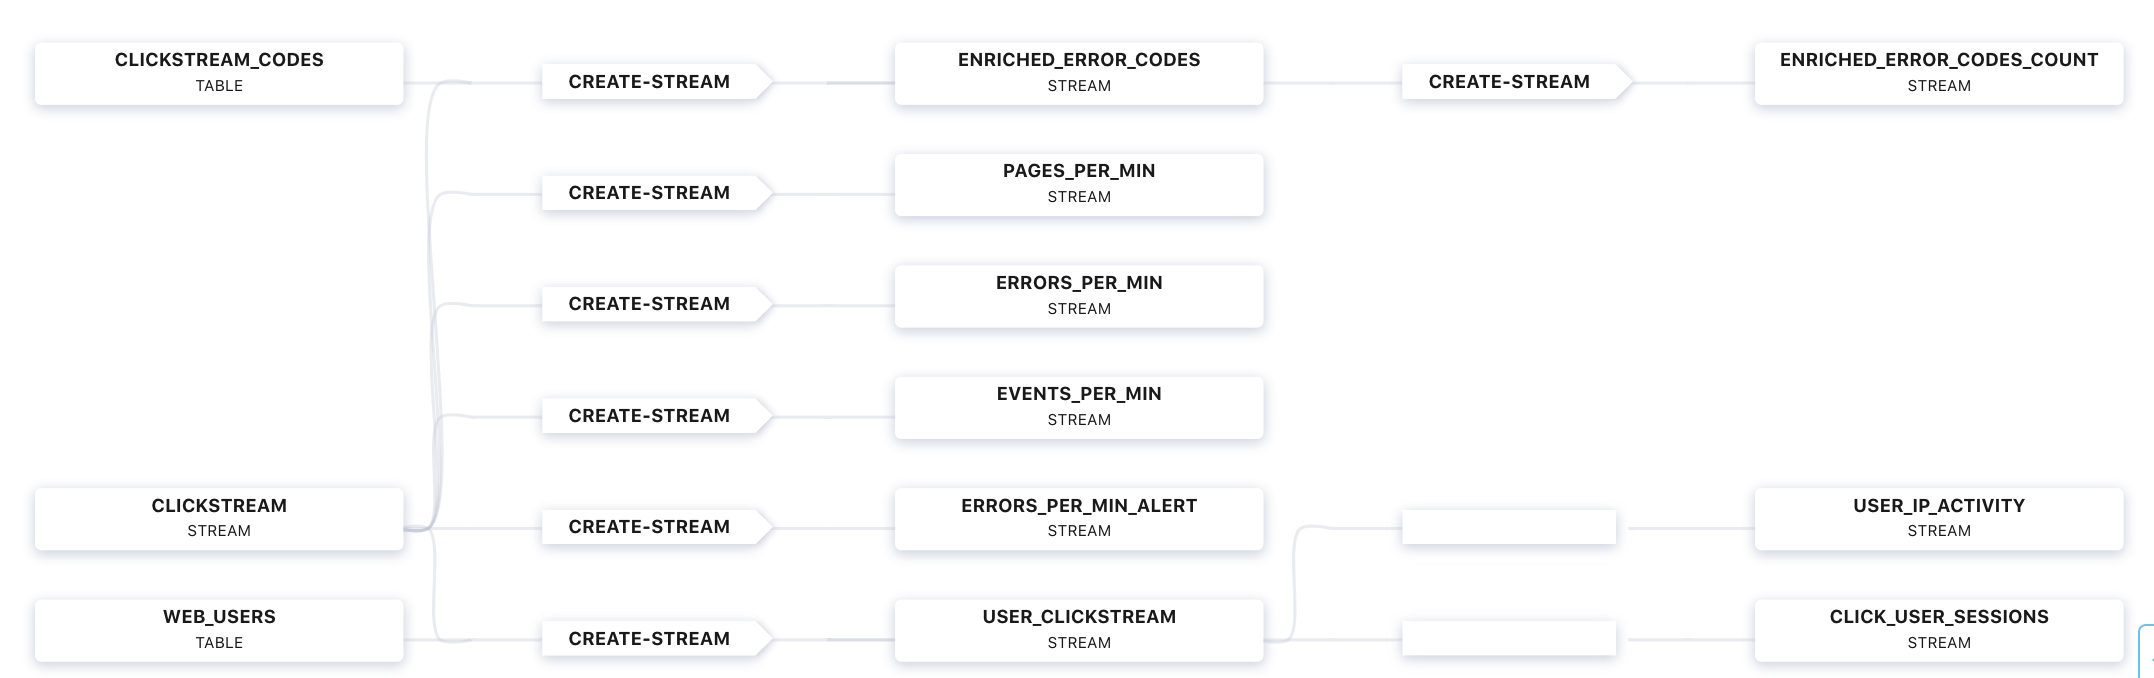 CLICKSTREAM_CODES
TABLE
CREATE-STREAM
ENRICHED_ERROR_CODES
STREAM
CREATE-STREAM
ENRICHED_ERROR_CODES_COUNT
STREAM
CREATE-STREAM
PAGES_PER_MIN
STREAM
CREATE-STREAM
ERRORS_PER_MIN
STREAM
CREATE-STREAM
EVENTS_PER_MIN
STREAM
CLICKSTREAM
STREAM
CREATE-STREAM
ERRORS_PER_MIN_ALERT
STREAM
USER_IP_ACTIVITY
STREAM
WEB_USERS
TABLE
CREATE-STREAM
USER_CLICKSTREAM
STREAM
CLICK_USER_SESSIONS
STREAM